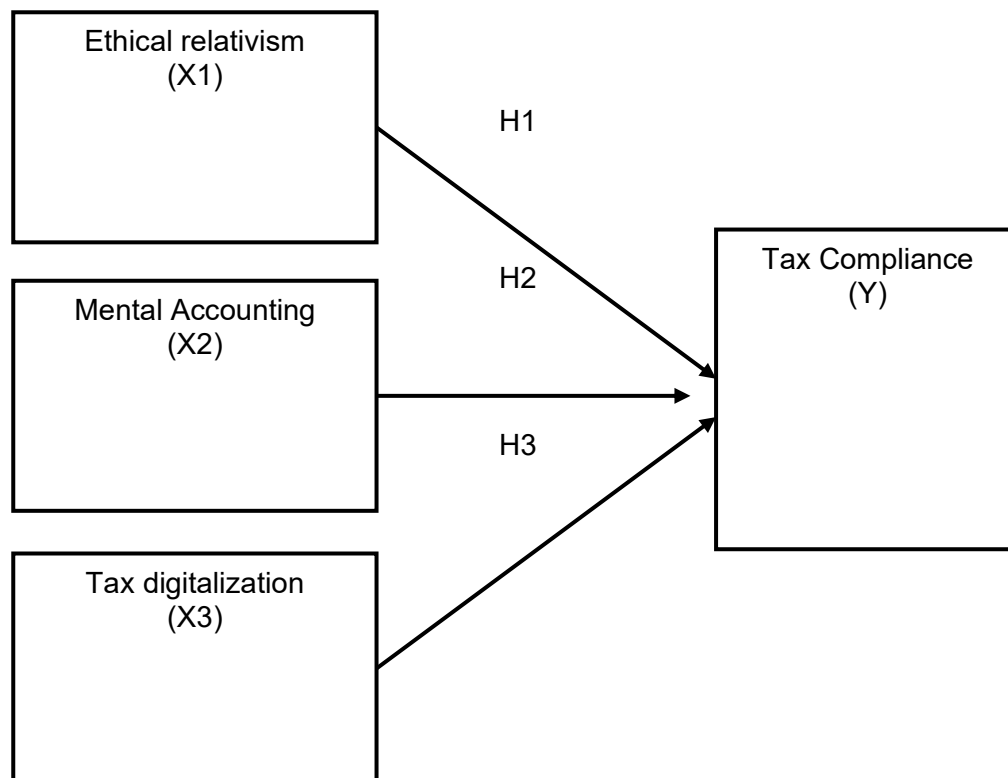 Ethical relativism
(X1)
H1
H2
Mental Accounting
(X2)
H3
Tax digitalization
(X3)
Tax Compliance
(Y)